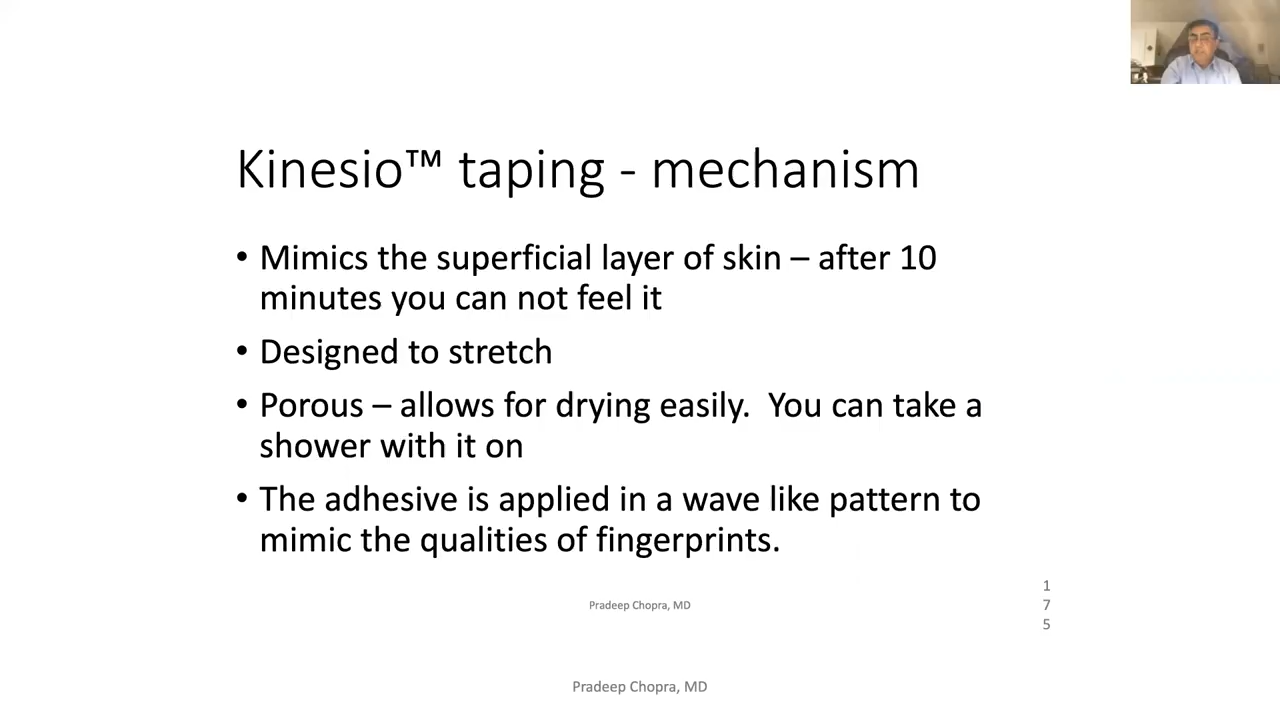 Kinesio™ taping - mechanism
• Mimics the superficial layer of skin – after 10
minutes you can not feel it
• Designed to stretch
• Porous – allows for drying easily.  You can take a
shower with it on
• The adhesive is applied in a wave like pattern to
mimic the qualities of fingerprints.
Pradeep Chopra, MD
1
7
5
Pradeep Chopra, MD